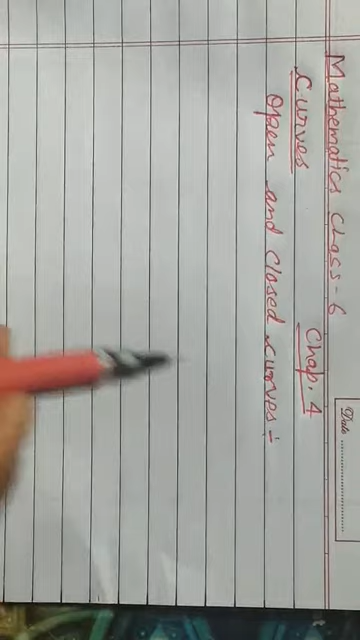 Date ....................
Mathematics Class-6
Chap. 4
Curves
Open and Closed Curves:-